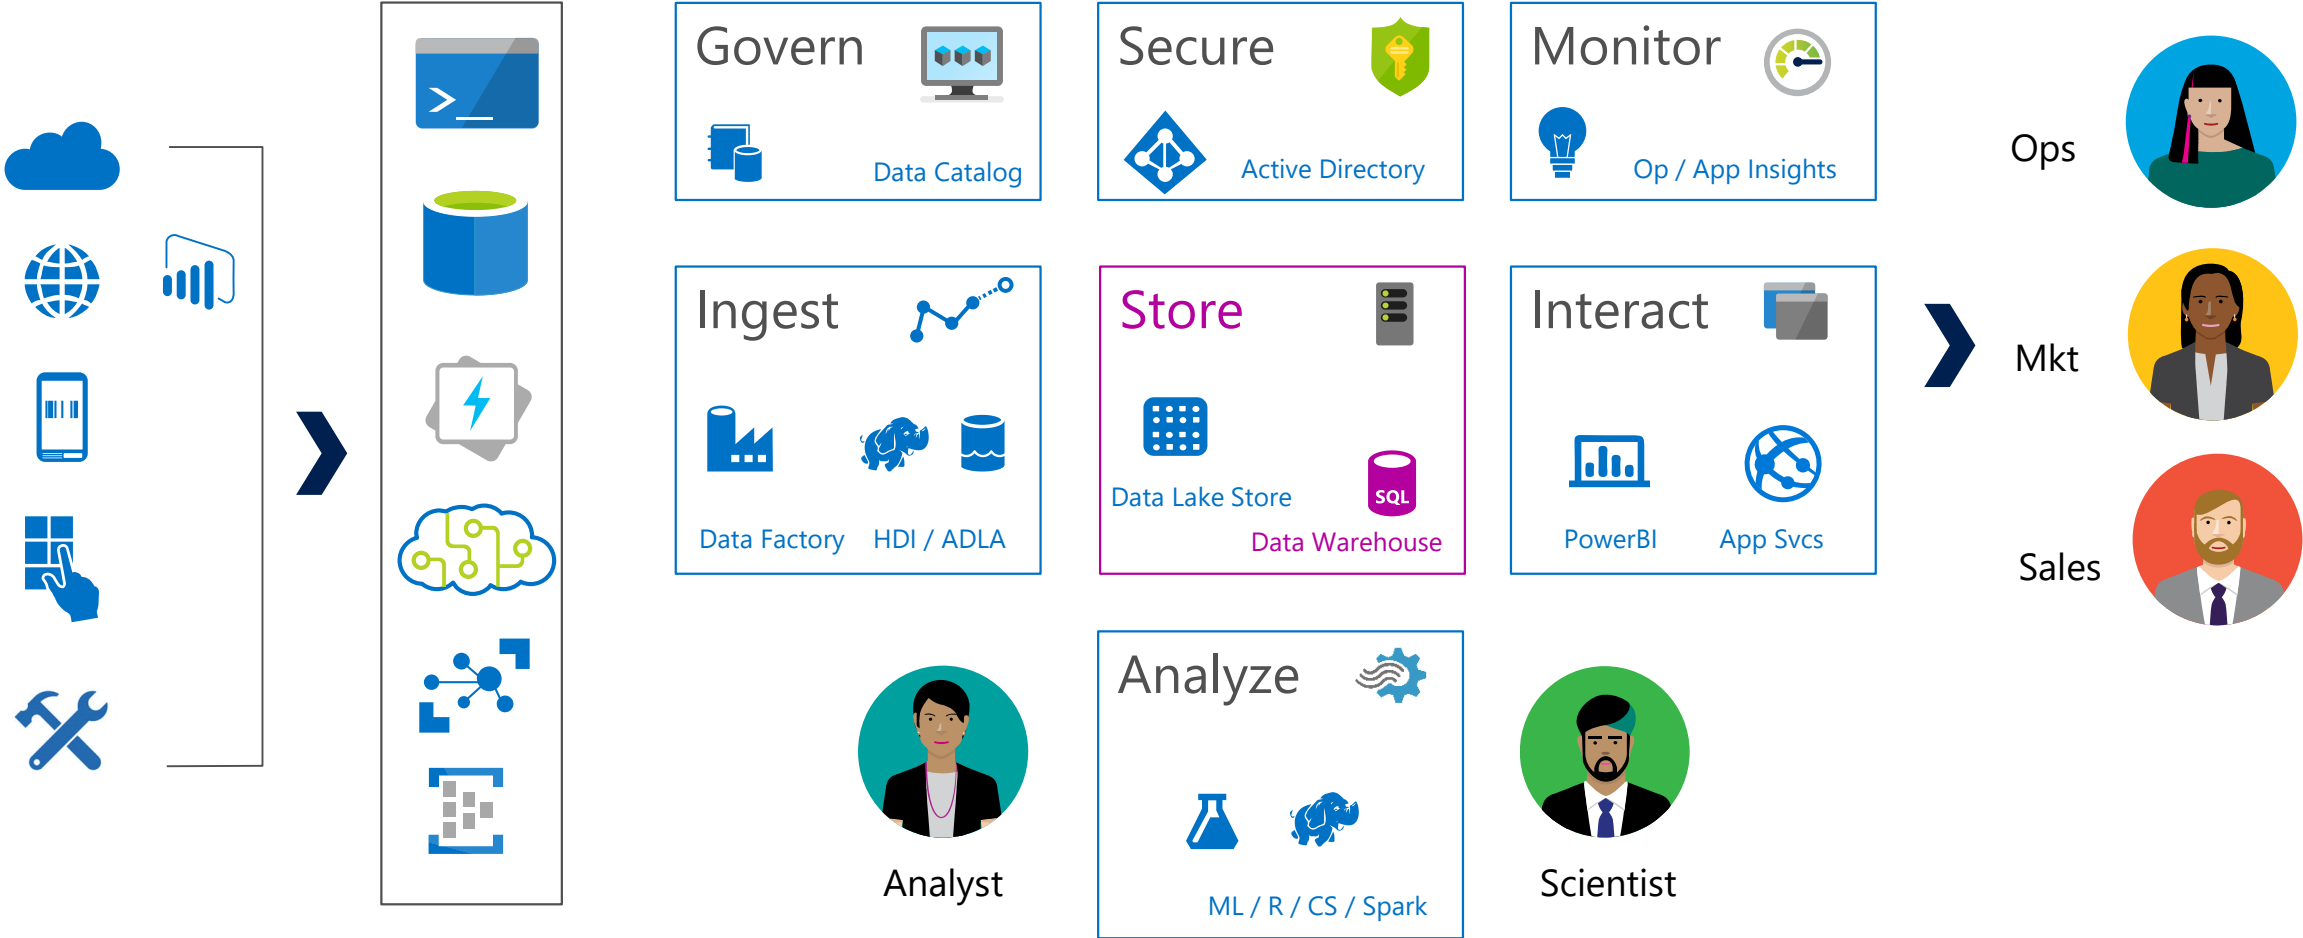 Govern
Data Catalog
Secure
Active Directory
Monitor
Op / App Insights
Ops
Ingest
Data Factory
HDI / ADLA
Store
Data Lake Store
SQL
Data Warehouse
Interact
PowerBI
App Svcs
Mkt
Sales
Analyst
Analyze
ML / R / CS / Spark
Scientist